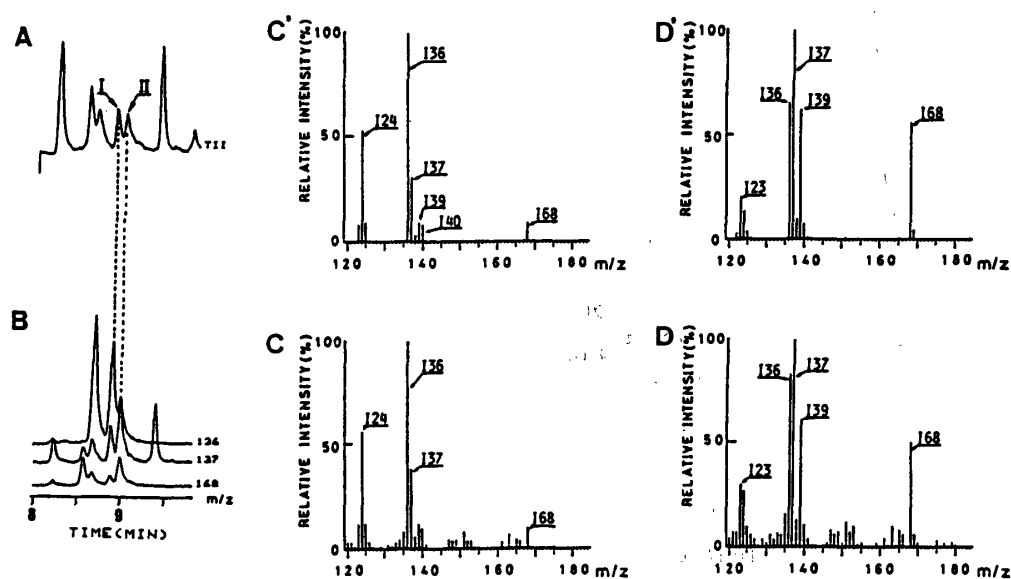 A
I
II
TII
B
136
137
168
m/z
8
9
TIME(MIN)
C'
RELATIVE INTENSITY(%)
100
50
0
136
124
137
139
140
168
120
140
160
180 m/z
D'
RELATIVE INTENSITY(%)
100
50
0
137
136
139
168
123
120
140
160
180 m/z
C
RELATIVE INTENSITY(%)
100
50
0
136
124
137
168
120
140
160
180 m/z
D
RELATIVE INTENSITY(%)
100
50
0
136
137
139
168
123
120
140
160
180 m/z